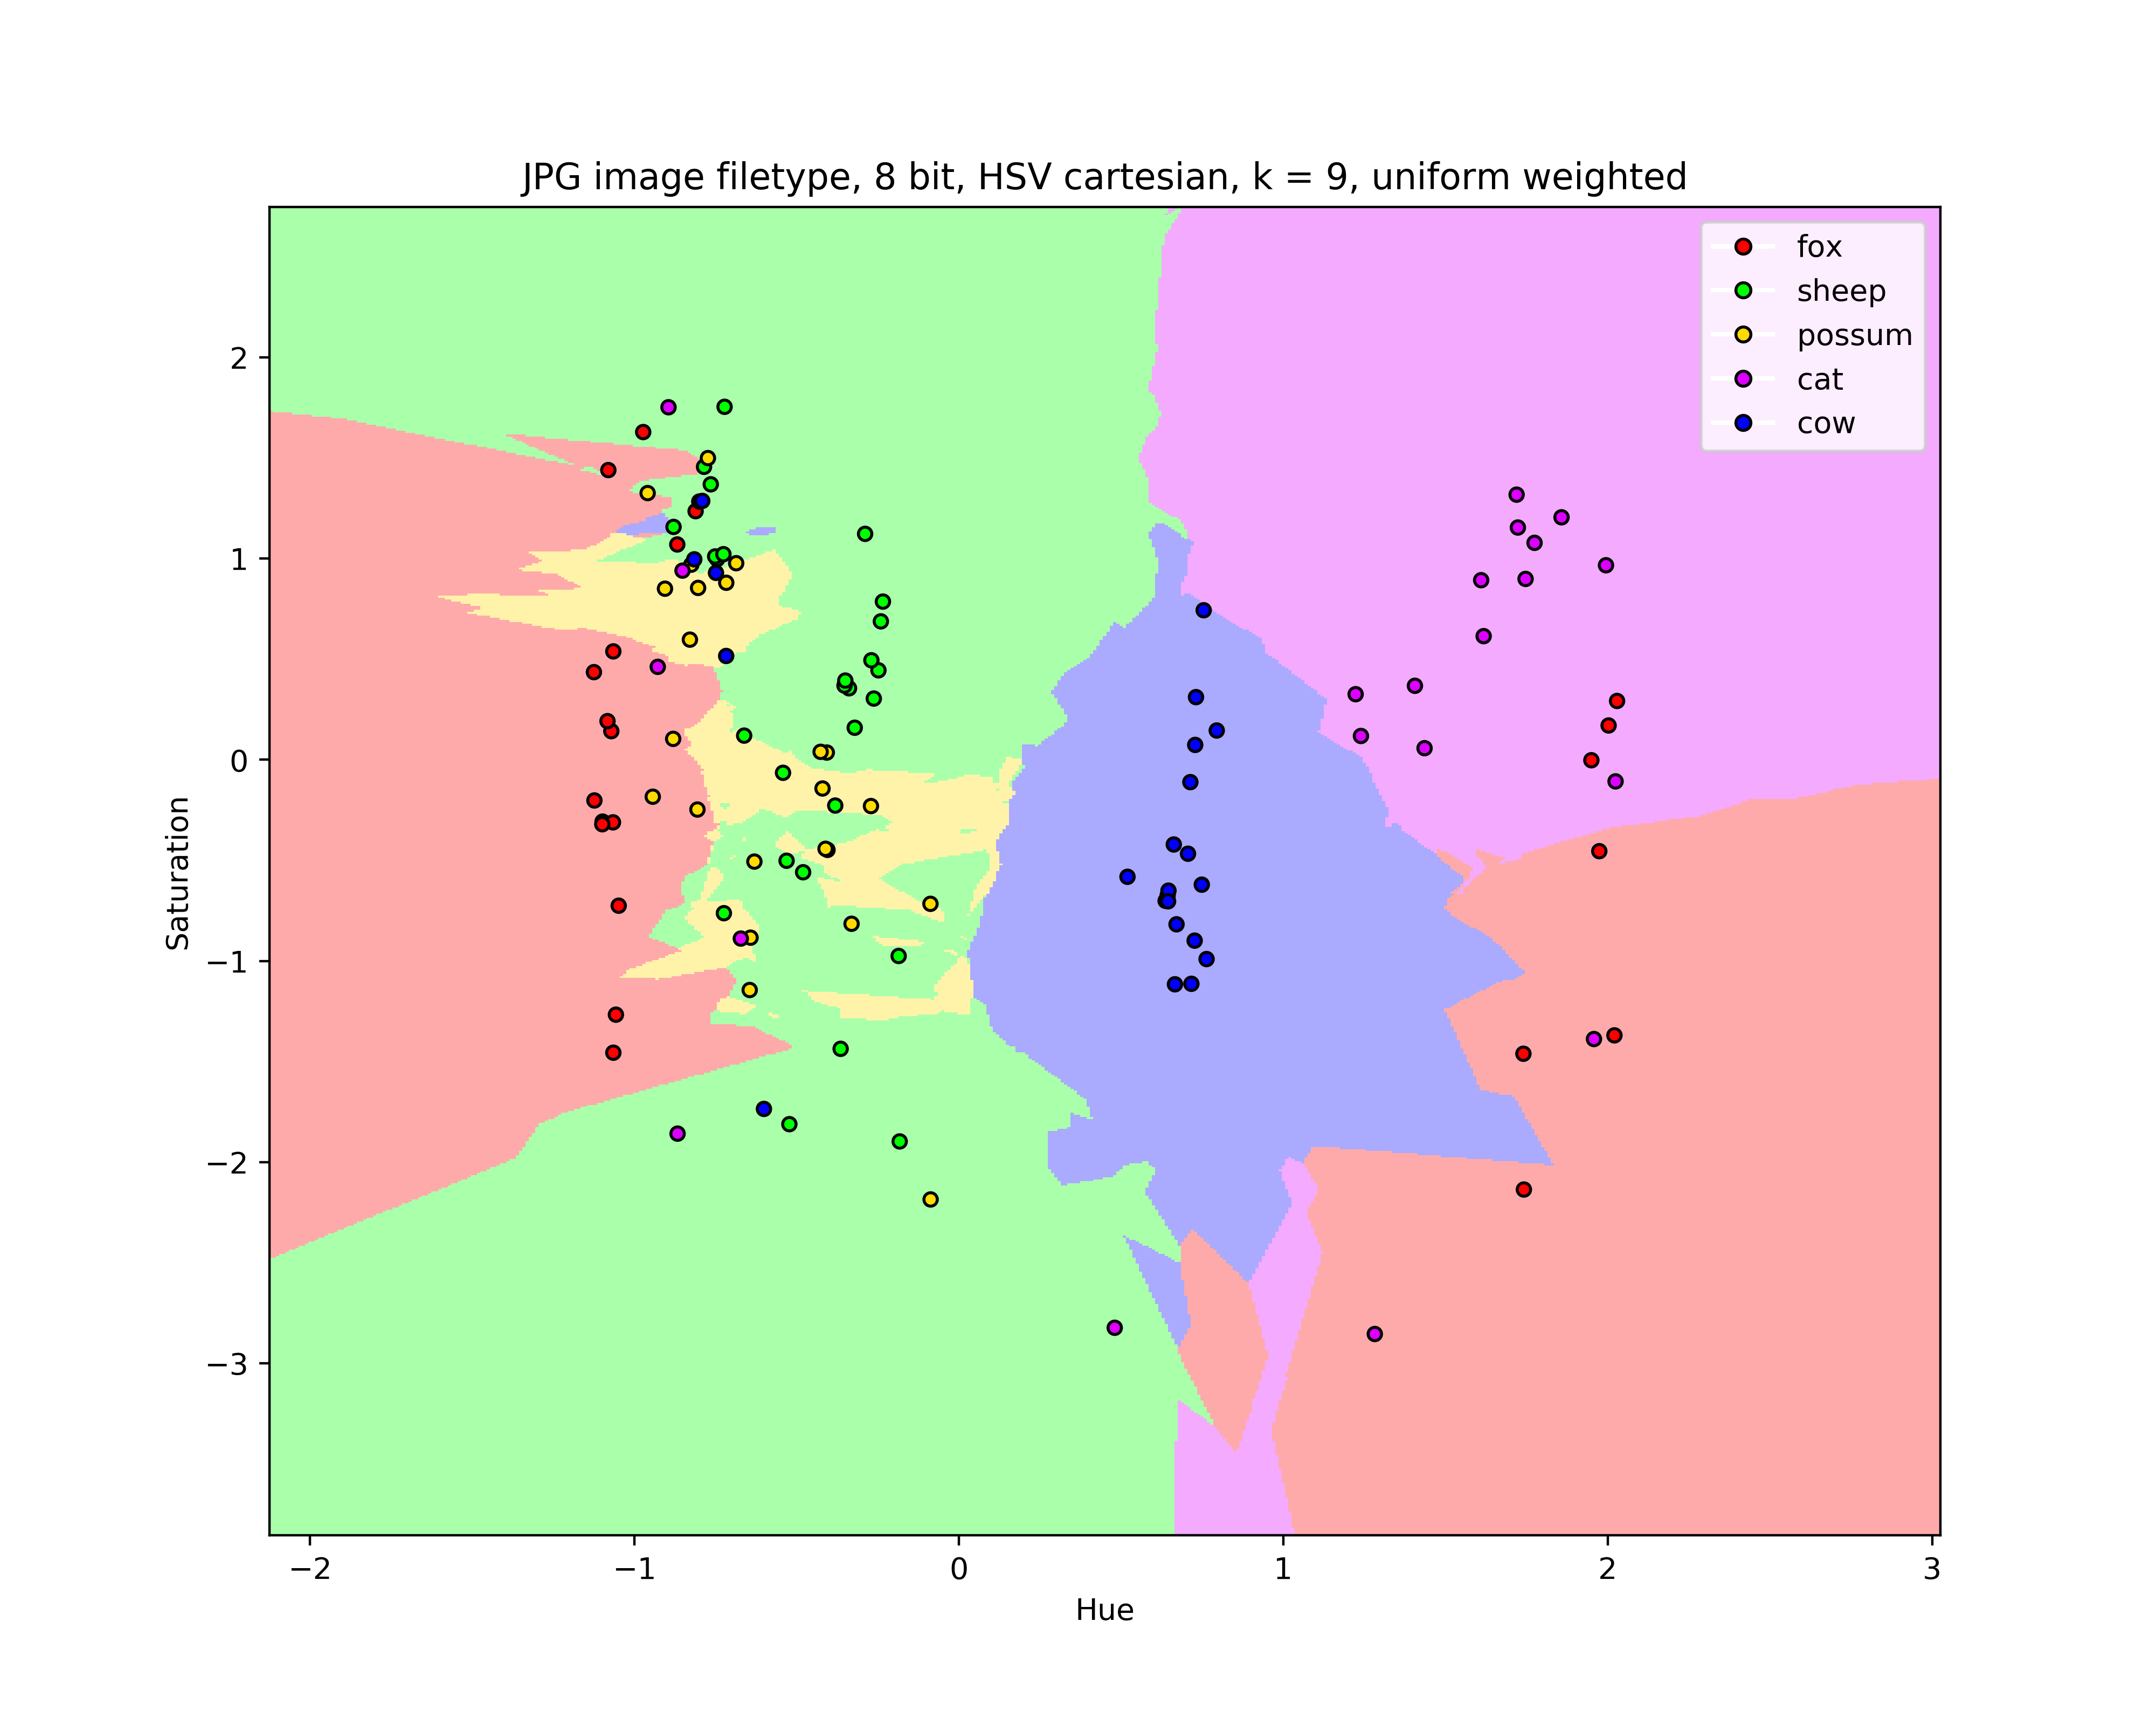 JPG image filetype, 8 bit, HSV cartesian, k = 9, uniform weighted
fox
sheep
possum
cat
cow
2
1
0
−1
−2
−3
Saturation
−2
−1
0
1
2
3
Hue